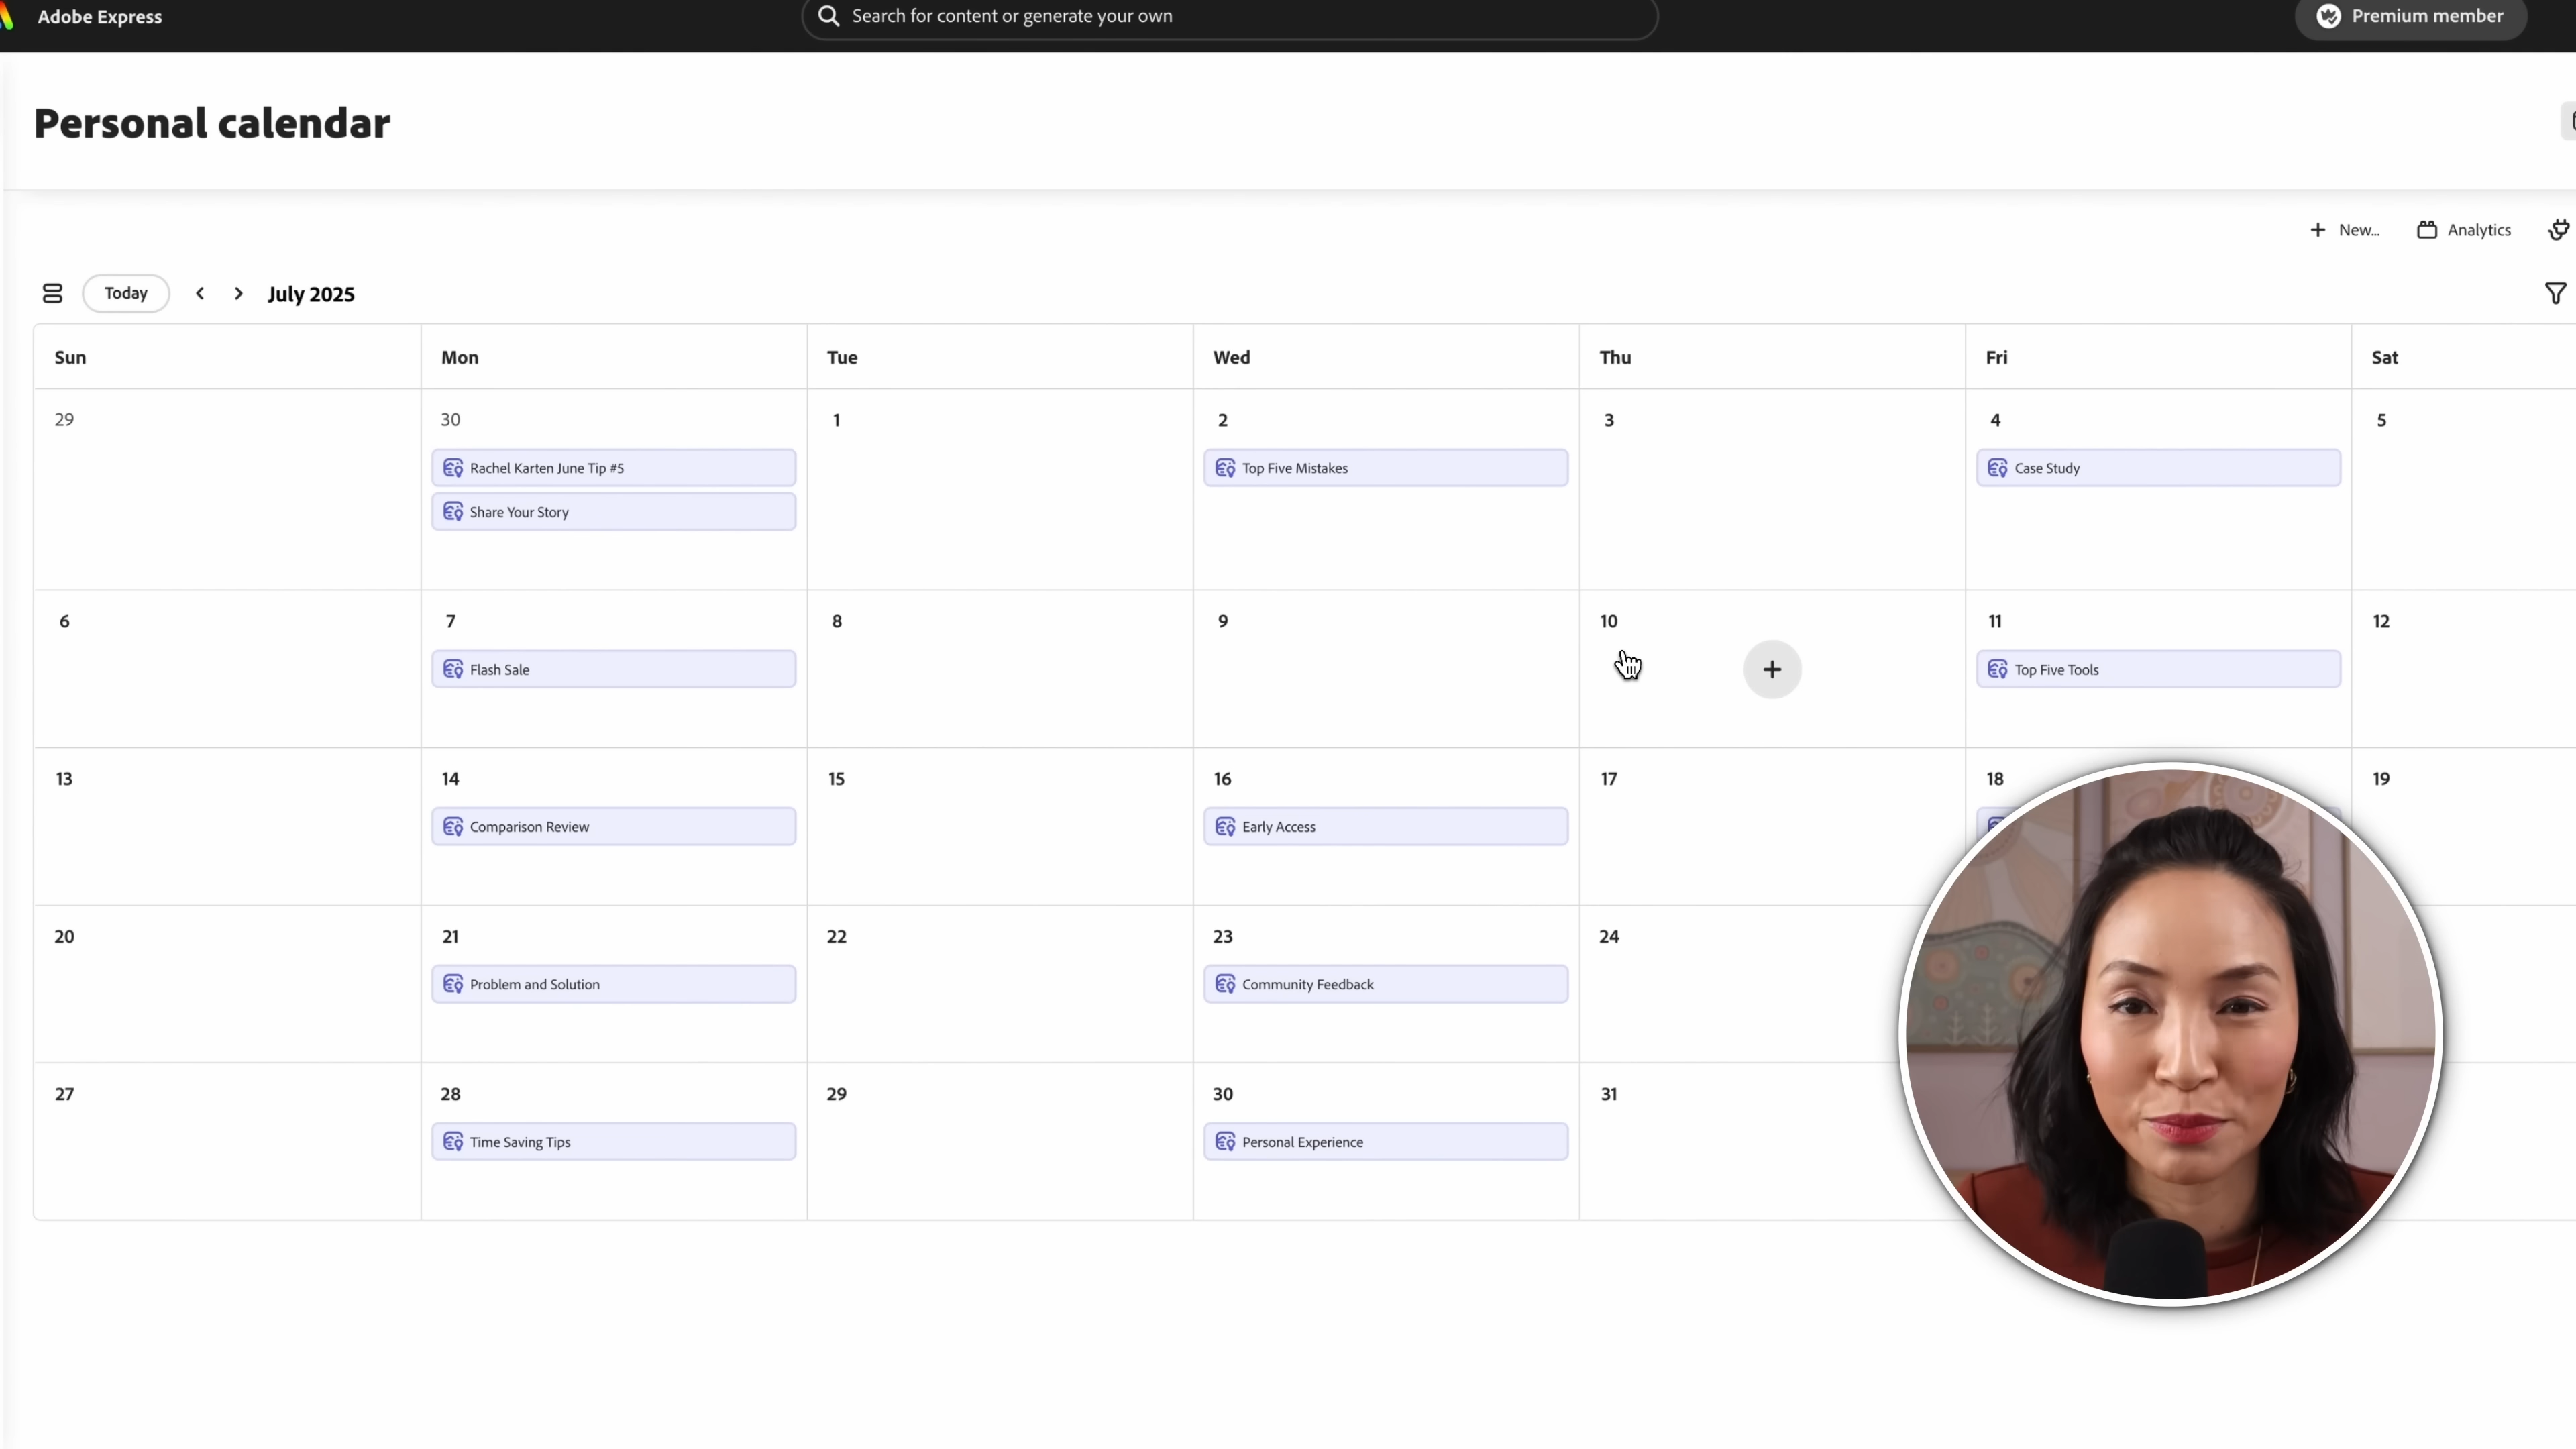 Adobe Express
Search for content or generate your own
Premium member
Personal calendar
New...
Analytics
Today
July 2025
Sun Mon Tue Wed Thu Fri Sat
29 30 1 2 3 4 5
Rachel Karten June Tip #5 Top Five Mistakes Case Study
Share Your Story
6 7 8 9 10 11 12
Flash Sale Top Five Tools
13 14 15 16 17 18 19
Comparison Review Early Access
20 21 22 23 24
Problem and Solution Community Feedback
27 28 29 30 31
Time Saving Tips Personal Experience